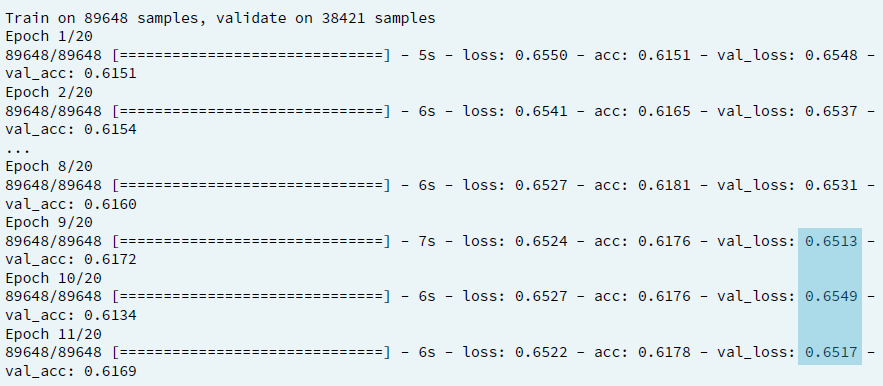 Train on 89648 samples, validate on 38421 samples
Epoch 1/20
89648/89648 [==============================] - 5s - loss: 0.6550 - acc: 0.6151 - val_loss: 0.6548 -
val_acc: 0.6151
Epoch 2/20
89648/89648 [==============================] - 6s - loss: 0.6541 - acc: 0.6165 - val_loss: 0.6537 -
val_acc: 0.6154
...
Epoch 8/20
89648/89648 [==============================] - 6s - loss: 0.6527 - acc: 0.6181 - val_loss: 0.6531 -
val_acc: 0.6160
Epoch 9/20
89648/89648 [==============================] - 7s - loss: 0.6524 - acc: 0.6176 - val_loss: 0.6513 -
val_acc: 0.6172
Epoch 10/20
89648/89648 [==============================] - 6s - loss: 0.6527 - acc: 0.6176 - val_loss: 0.6549 -
val_acc: 0.6134
Epoch 11/20
89648/89648 [==============================] - 6s - loss: 0.6522 - acc: 0.6178 - val_loss: 0.6517 -
val_acc: 0.6169